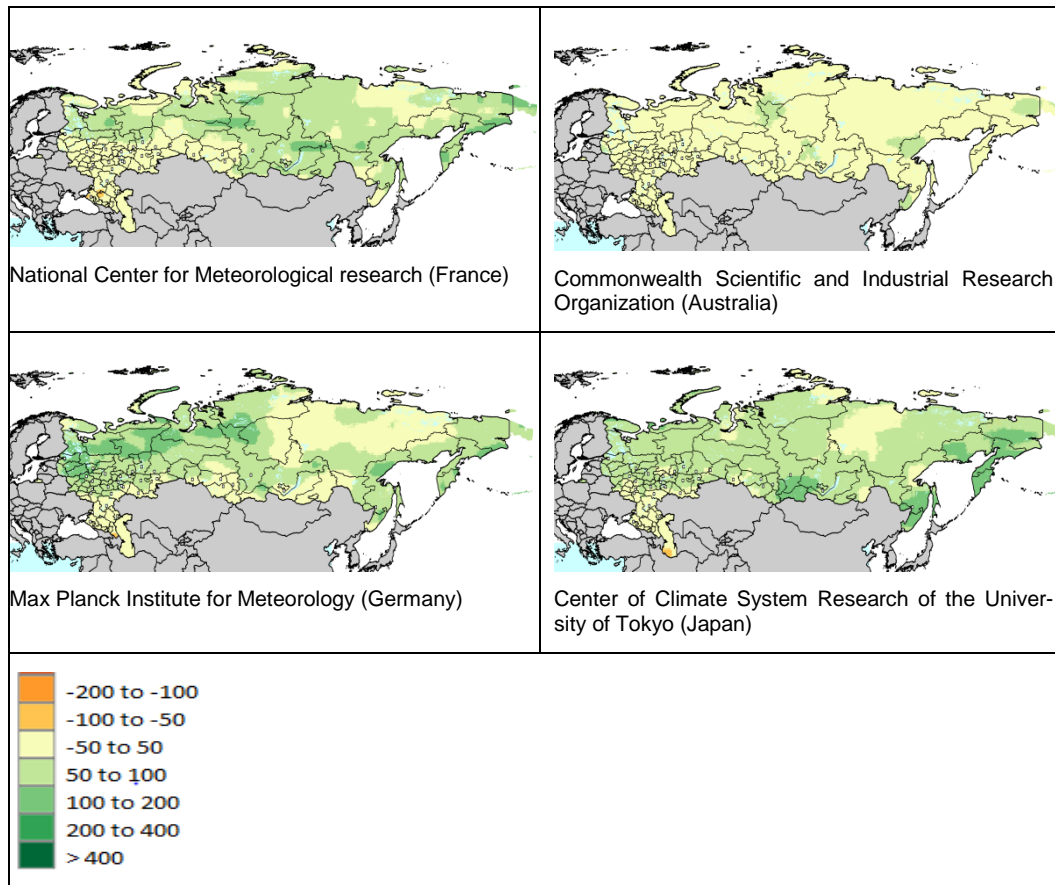 National Center for Meteorological research (France)
Commonwealth Scientific and Industrial Research
Organization (Australia)
Max Planck Institute for Meteorology (Germany)
Center of Climate System Research of the Univer-
sity of Tokyo (Japan)
-200 to -100
-100 to -50
-50 to 50
50 to 100
100 to 200
200 to 400
> 400